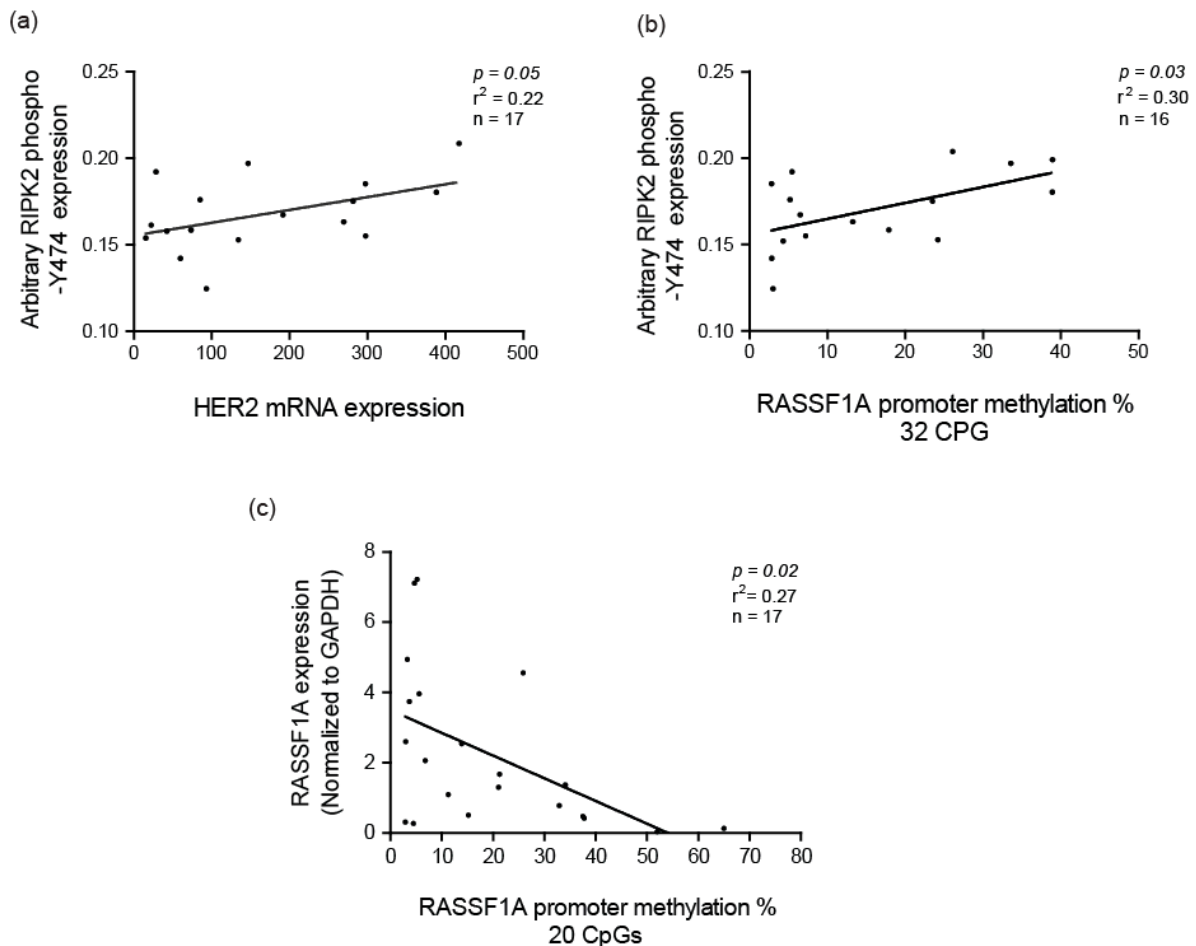 (a)
Arbitrary RIPK2 phospho
-Y474 expression
0.25
0.20
0.15
0.10
p = 0.05
r² = 0.22
n = 17
0 100 200 300 400 500
HER2 mRNA expression
(b)
Arbitrary RIPK2 phospho
-Y474 expression
0.25
0.20
0.15
0.10
p = 0.03
r² = 0.30
n = 16
0 10 20 30 40 50
RASSF1A promoter methylation %
32 CPG
(c)
RASSF1A expression
(Normalized to GAPDH)
8
6
4
2
0
p = 0.02
r²= 0.27
n = 17
0 10 20 30 40 50 60 70 80
RASSF1A promoter methylation %
20 CpGs